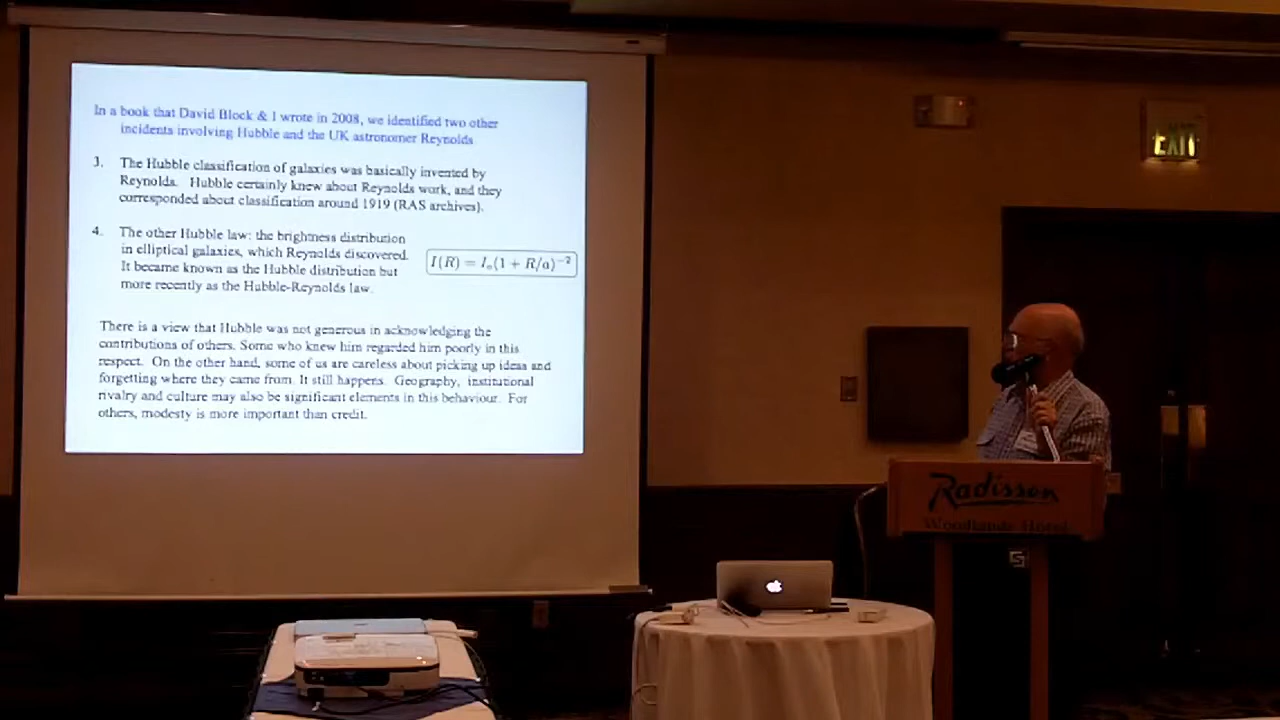 In a book that David Block & I wrote in 2008, we identified two other
incidents involving Hubble and the UK astronomer Reynolds
3. The Hubble classification of galaxies was basically invented by
Reynolds. Hubble certainly knew about Reynolds work, and they
corresponded about classification around 1919 (RAS archives).
4. The other Hubble law: the brightness distribution
in elliptical galaxies, which Reynolds discovered.
It became known as the Hubble distribution but
more recently as the Hubble-Reynolds law.
I(R) = I₀(1 + R/a)⁻²
There is a view that Hubble was not generous in acknowledging the
contributions of others. Some who knew him regarded him poorly in this
respect. On the other hand, some of us are careless about picking up ideas and
forgetting where they came from. It still happens. Geography, institutional
rivalry and culture may also be significant elements in this behaviour. For
others, modesty is more important than credit.
EXIT
Radisson
Woodlands Hotel